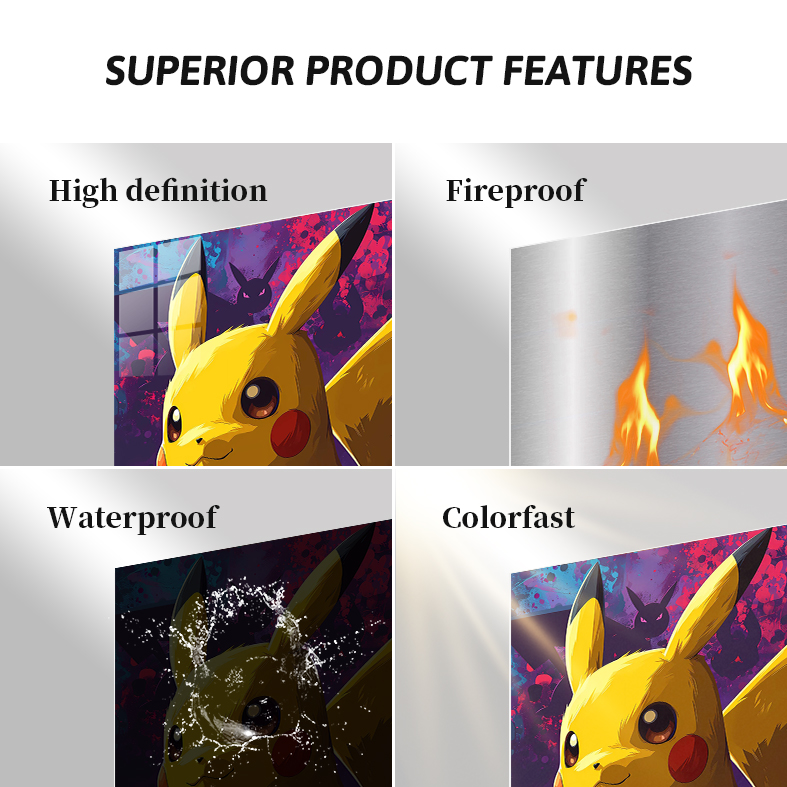 SUPERIOR PRODUCT FEATURES
High definition
Fireproof
Waterproof
Colorfast